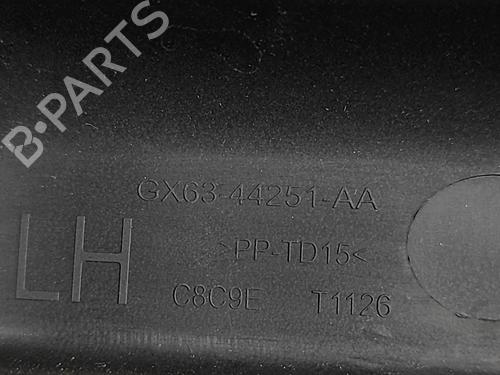 B-PARTS
GX63-44251-AA
>PP-TD15<
LH
C8C9E T1126